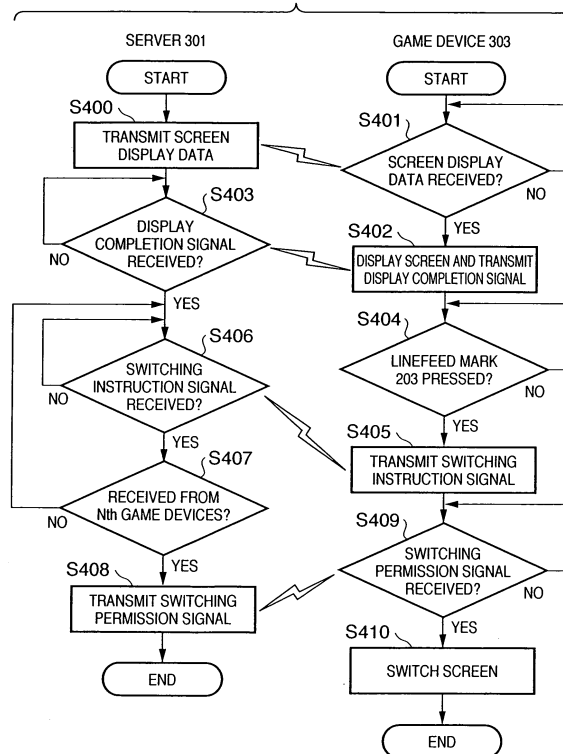 SERVER 301
START
S400
TRANSMIT SCREEN
DISPLAY DATA
S403
DISPLAY
COMPLETION SIGNAL
RECEIVED?
NO
YES
S406
SWITCHING
INSTRUCTION SIGNAL
RECEIVED?
NO
YES
S407
RECEIVED FROM
Nth GAME DEVICES?
NO
YES
S408
TRANSMIT SWITCHING
PERMISSION SIGNAL
END
GAME DEVICE 303
START
S401
SCREEN DISPLAY
DATA RECEIVED?
NO
YES
S402
DISPLAY SCREEN AND TRANSMIT
DISPLAY COMPLETION SIGNAL
S404
LINEFEED MARK
203 PRESSED?
NO
YES
S405
TRANSMIT SWITCHING
INSTRUCTION SIGNAL
S409
SWITCHING
PERMISSION SIGNAL
RECEIVED?
NO
YES
S410
SWITCH SCREEN
END